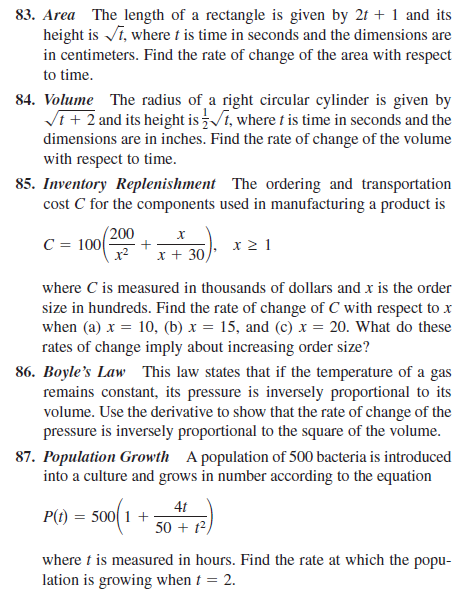 83. Area The length of a rectangle is given by 2t + 1 and its
height is √t, where t is time in seconds and the dimensions are
in centimeters. Find the rate of change of the area with respect
to time.
84. Volume The radius of a right circular cylinder is given by
√(t + 2) and its height is ½√t, where t is time in seconds and the
dimensions are in inches. Find the rate of change of the volume
with respect to time.
85. Inventory Replenishment The ordering and transportation
cost C for the components used in manufacturing a product is
C = 100(200/x² + x/(x + 30)), x ≥ 1
where C is measured in thousands of dollars and x is the order
size in hundreds. Find the rate of change of C with respect to x
when (a) x = 10, (b) x = 15, and (c) x = 20. What do these
rates of change imply about increasing order size?
86. Boyle's Law This law states that if the temperature of a gas
remains constant, its pressure is inversely proportional to its
volume. Use the derivative to show that the rate of change of the
pressure is inversely proportional to the square of the volume.
87. Population Growth A population of 500 bacteria is introduced
into a culture and grows in number according to the equation
P(t) = 500(1 + 4t/(50 + t²))
where t is measured in hours. Find the rate at which the popu-
lation is growing when t = 2.